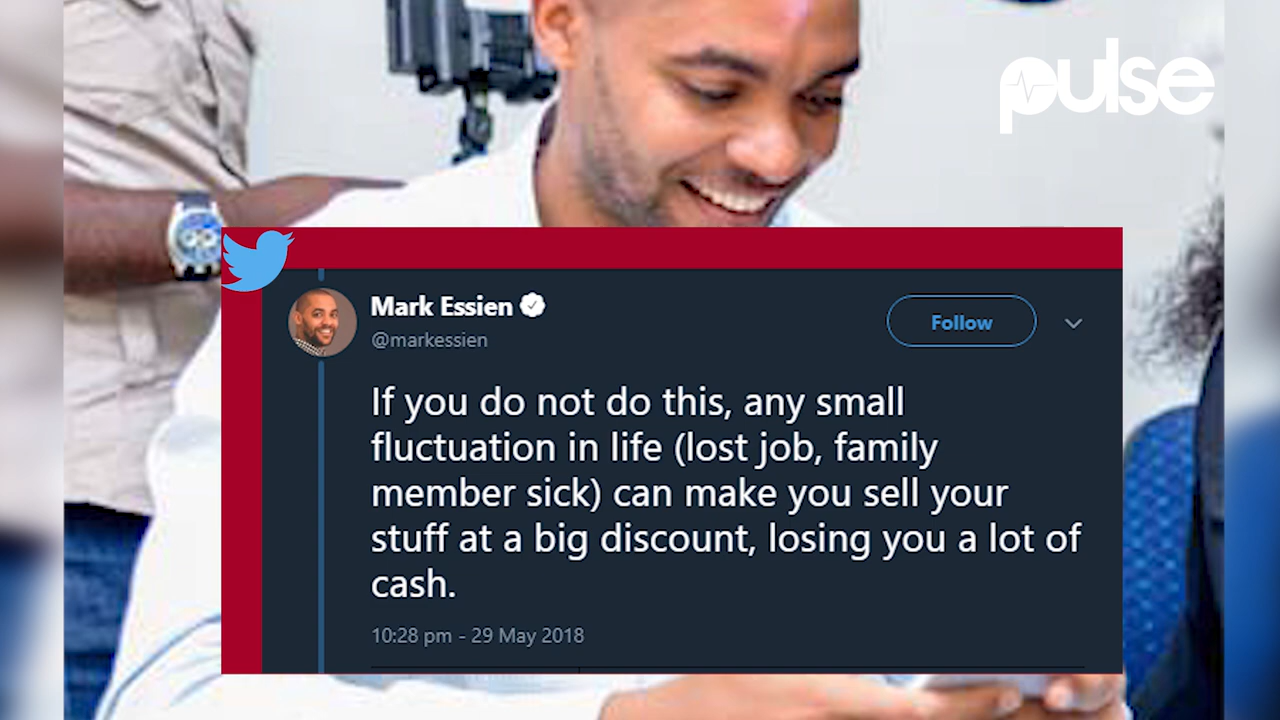 pulse
Mark Essien
@markessien
Follow
If you do not do this, any small
fluctuation in life (lost job, family
member sick) can make you sell your
stuff at a big discount, losing you a lot of
cash.
10:28 pm - 29 May 2018